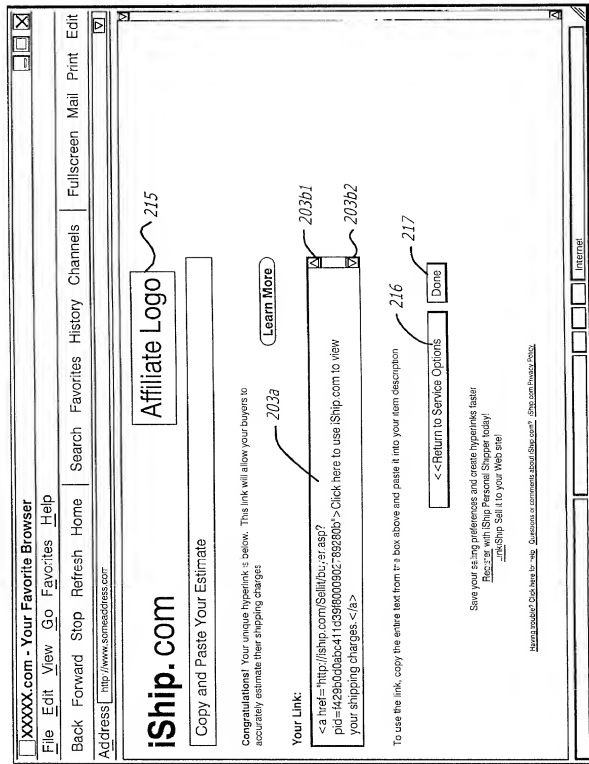 XXXXX.com - Your Favorite Browser
File Edit View Go Favorites Help
Back Forward Stop Refresh Home Search Favorites History Channels Fullscreen Mail Print Edit
Address http://www.someaddress.com
iShip.com
Affiliate Logo
215
Copy and Paste Your Estimate
Congratulations! Your unique hyperlink is below. This link will allow your buyers to
accurately estimate their shipping charges
Learn More
Your Link:
203a
203b1
203b2
<a href="http://iship.com/Sellit/buyer.asp?
>Click here to use iShip.com to view
your shipping charges.</a>
To use the link, copy the entire text from the box above and paste it into your item description
216
217
<<Return to Service Options
Done
Save your selling preferences and create hyperlinks faster
Register with iShip Personal Shipper today!
Link iShip Sell it to your Web site!
Having trouble? Click here for help. Questions or comments about iShip.com? iShip.com Privacy Policy
Internet